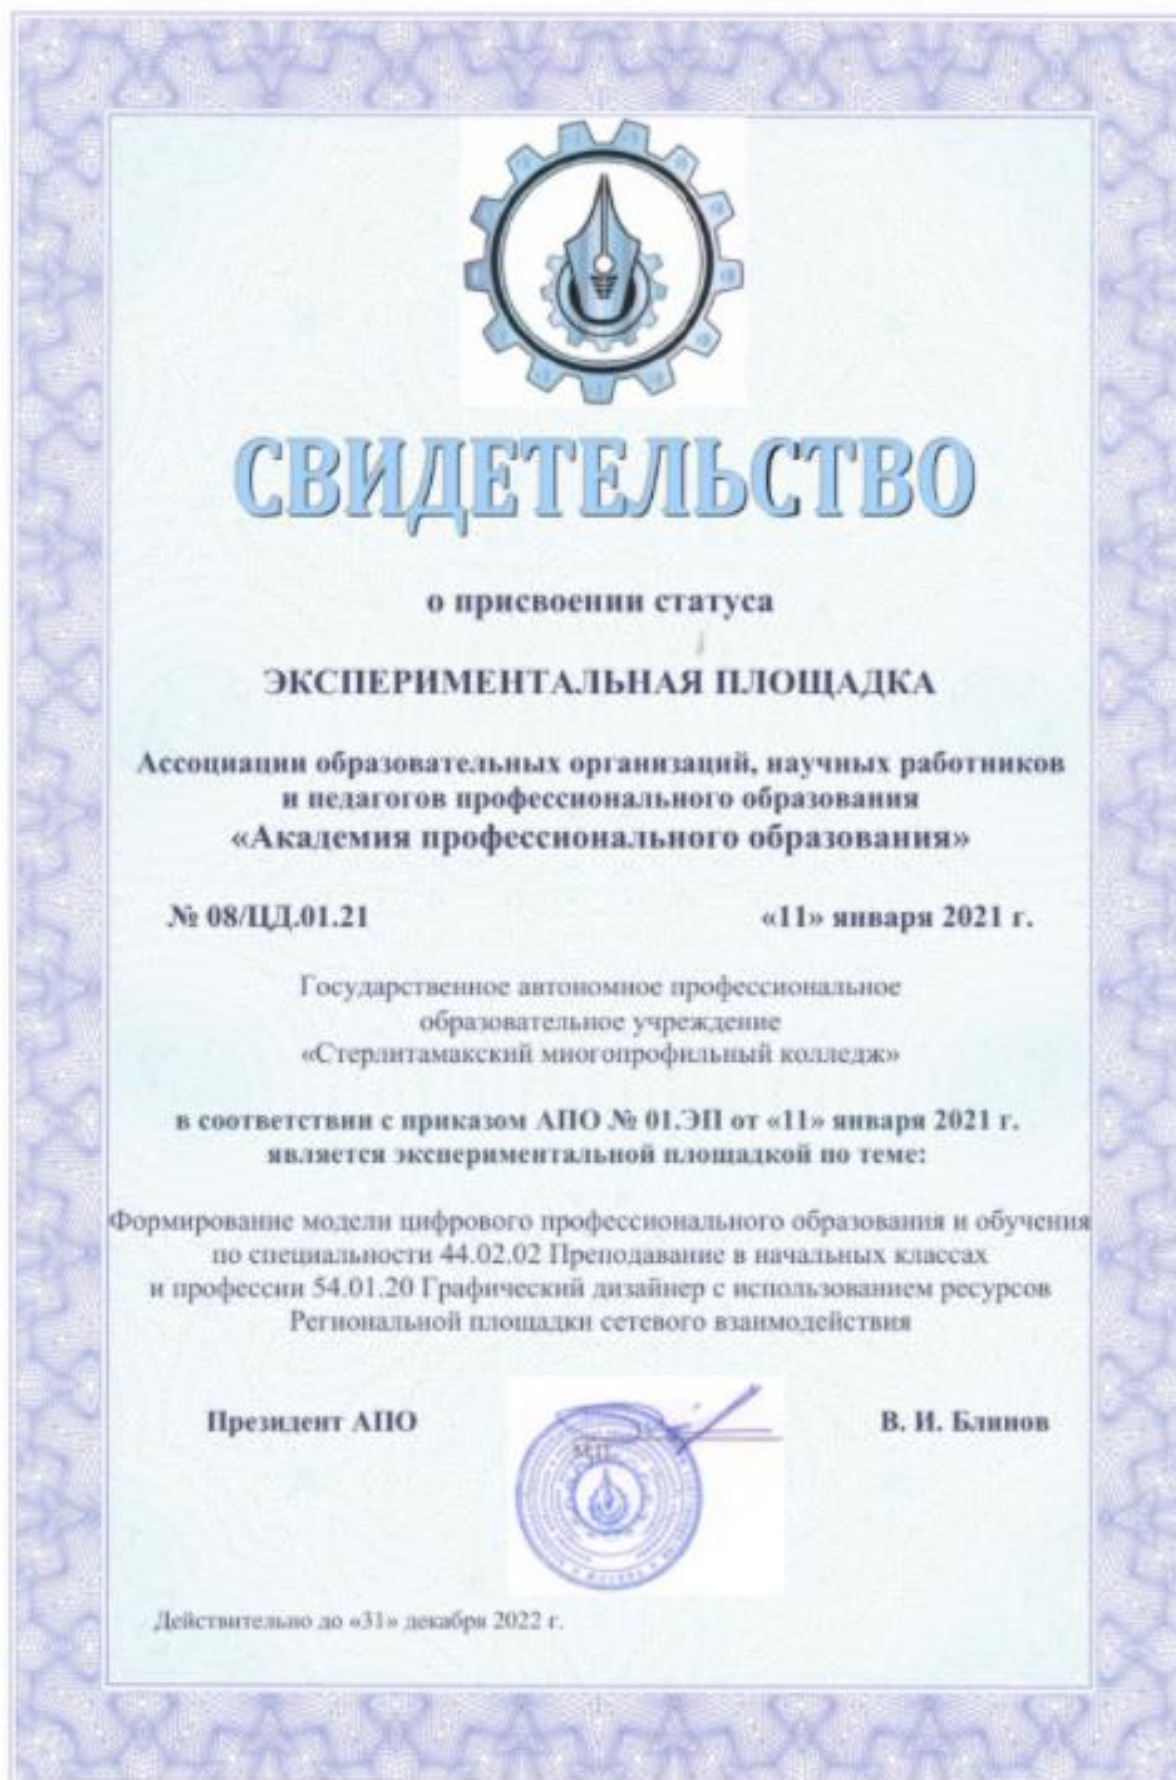 СВИДЕТЕЛЬСТВО
о присвоении статуса
ЭКСПЕРИМЕНТАЛЬНАЯ ПЛОЩАДКА
Ассоциации образовательных организаций, научных работников
и педагогов профессионального образования
«Академия профессионального образования»
№ 08/ЦД.01.21 «11» января 2021 г.
Государственное автономное профессиональное
образовательное учреждение
«Стерлитамакский многопрофильный колледж»
в соответствии с приказом АПО № 01.ЭП от «11» января 2021 г.
является экспериментальной площадкой по теме:
Формирование модели цифрового профессионального образования и обучения
по специальности 44.02.02 Преподавание в начальных классах
и профессии 54.01.20 Графический дизайнер с использованием ресурсов
Региональной площадки сетевого взаимодействия
Президент АПО В. И. Блинов
Действительно до «31» декабря 2022 г.